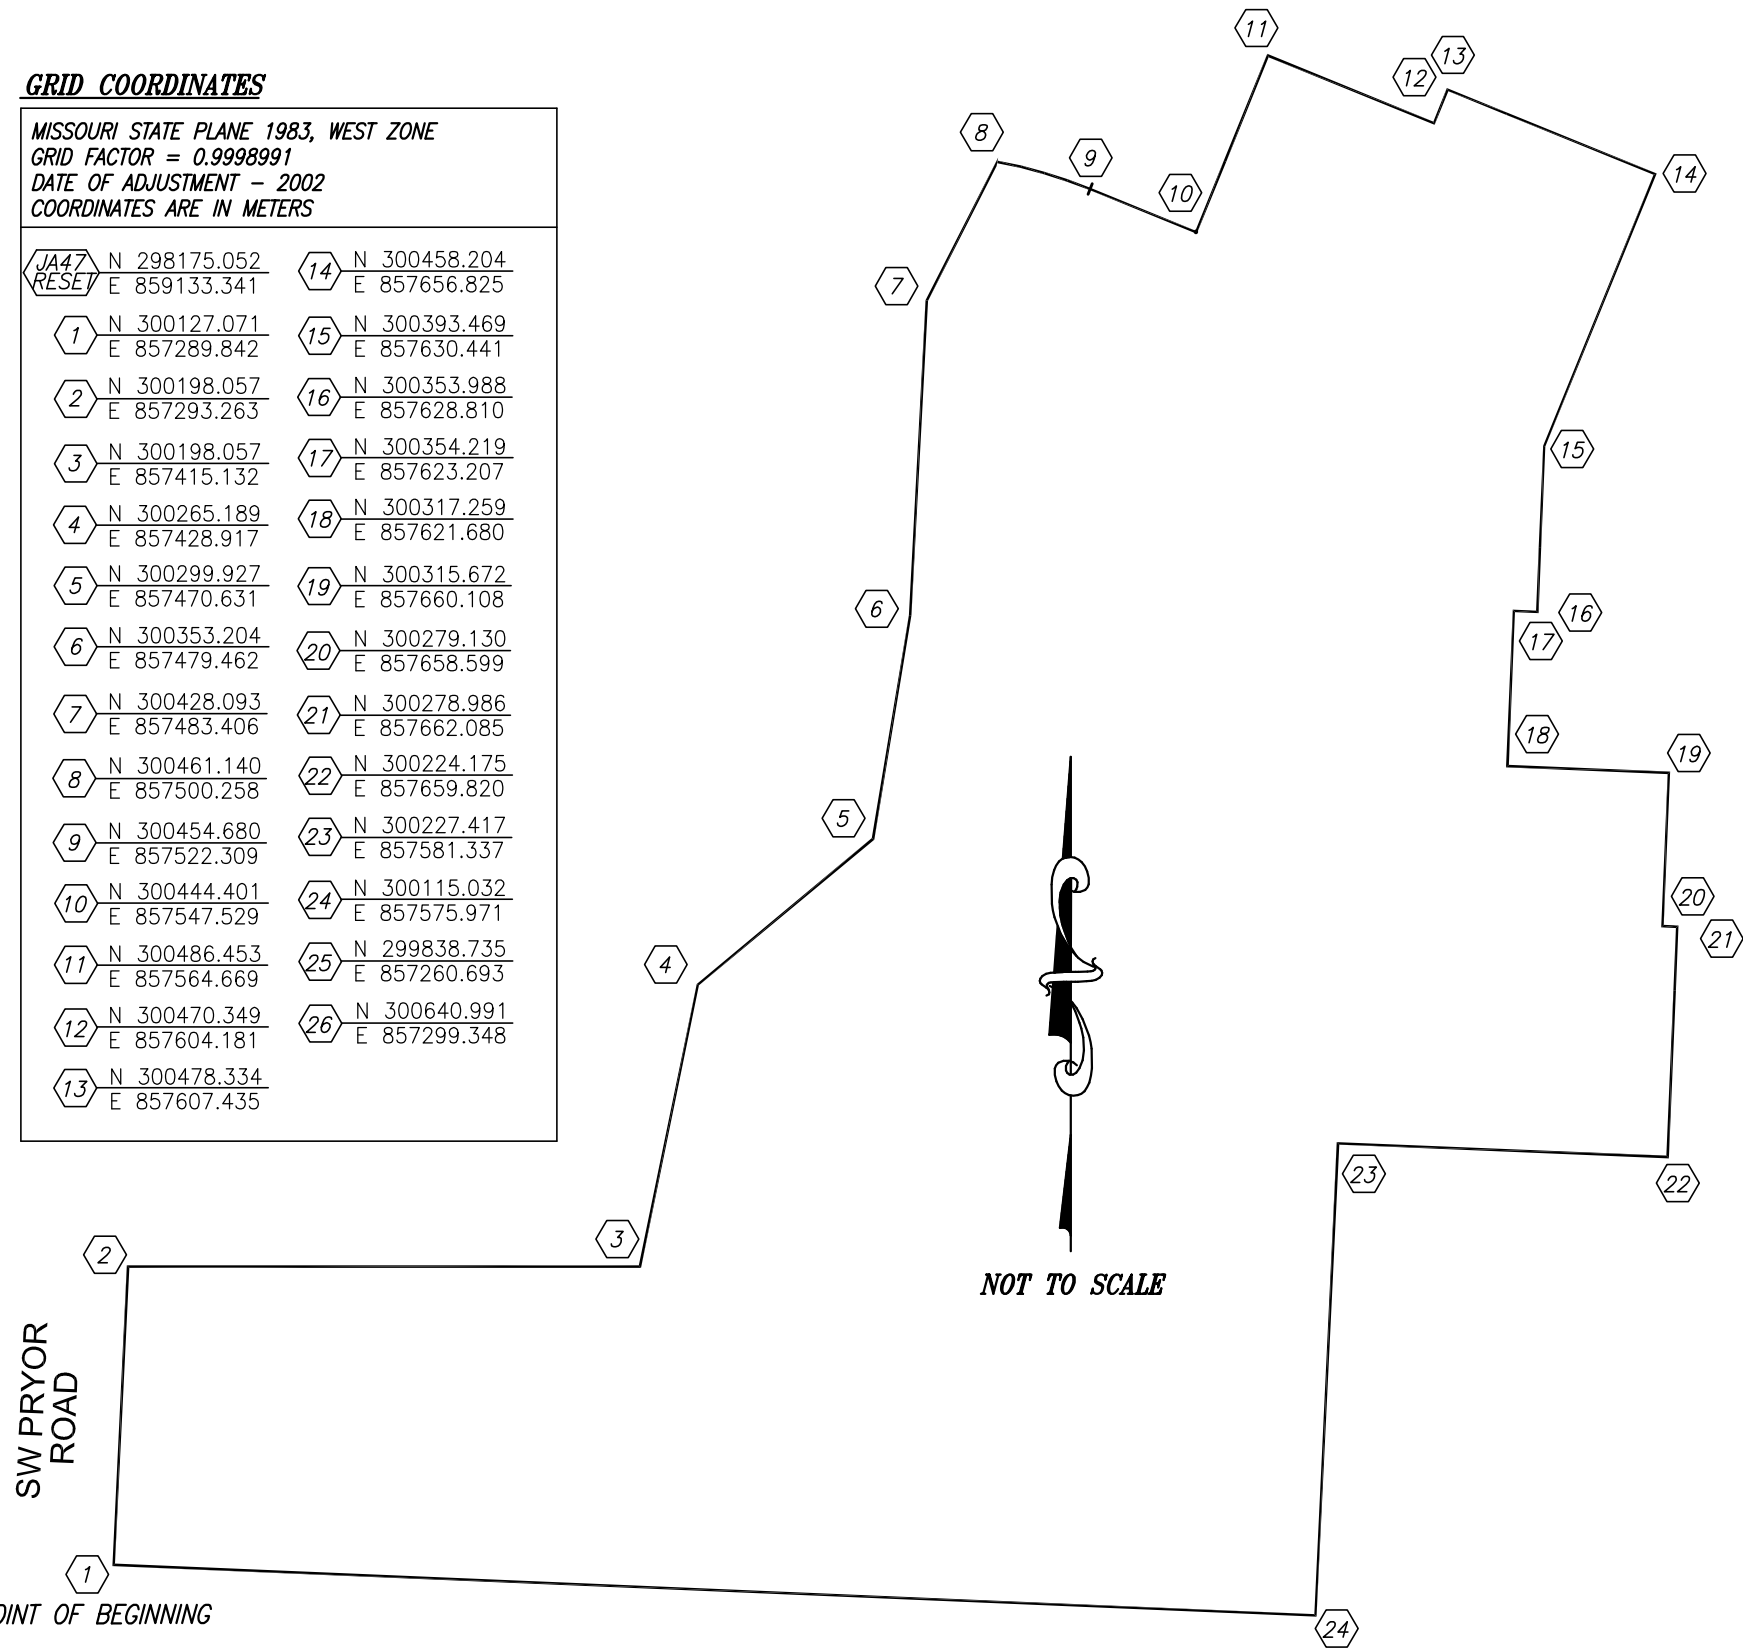 GRID COORDINATES
MISSOURI STATE PLANE 1983, WEST ZONE
GRID FACTOR = 0.9998991
DATE OF ADJUSTMENT – 2002
COORDINATES ARE IN METERS
JA47
RESET
N 298175.052
E 859133.341
1
N 300127.071
E 857289.842
2
N 300198.057
E 857293.263
3
N 300198.057
E 857415.132
4
N 300265.189
E 857428.917
5
N 300299.927
E 857470.631
6
N 300353.204
E 857479.462
7
N 300428.093
E 857483.406
8
N 300461.140
E 857500.258
9
N 300454.680
E 857522.309
10
N 300444.401
E 857547.529
11
N 300486.453
E 857564.669
12
N 300470.349
E 857604.181
13
N 300478.334
E 857607.435
14
N 300458.204
E 857656.825
15
N 300393.469
E 857630.441
16
N 300353.988
E 857628.810
17
N 300354.219
E 857623.207
18
N 300317.259
E 857621.680
19
N 300315.672
E 857660.108
20
N 300279.130
E 857658.599
21
N 300278.986
E 857662.085
22
N 300224.175
E 857659.820
23
N 300227.417
E 857581.337
24
N 300115.032
E 857575.971
25
N 299838.735
E 857260.693
26
N 300640.991
E 857299.348
11
13
12
8
9
14
10
7
15
6
16
17
18
19
5
20
21
4
23
22
3
2
NOT TO SCALE
SW PRYOR
ROAD
1
OINT OF BEGINNING
24